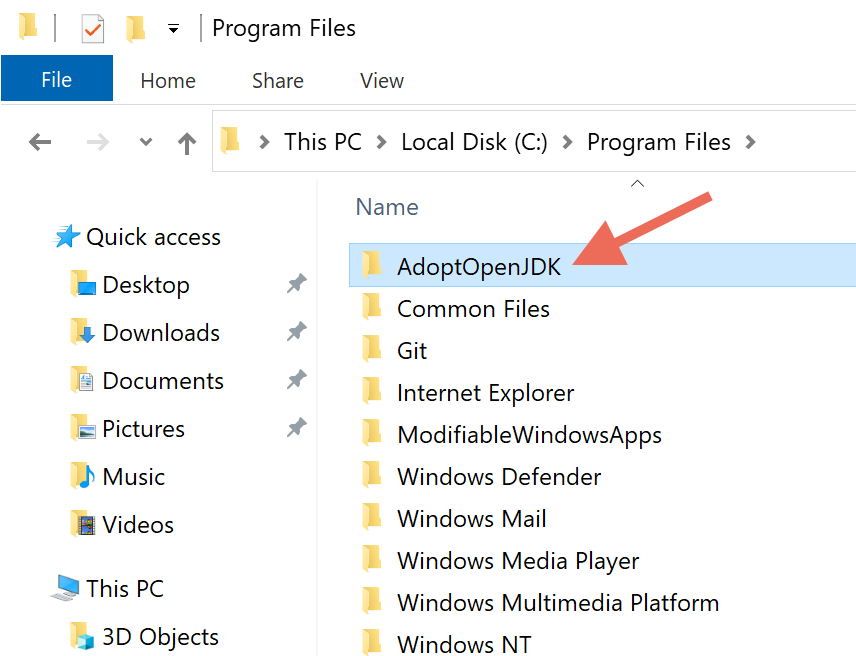 Program Files
File Home Share View
This PC Local Disk (C:) Program Files
Name
Quick access
Desktop
Downloads
Documents
Pictures
Music
Videos
This PC
3D Objects
AdoptOpenJDK
Common Files
Git
Internet Explorer
ModifiableWindowsApps
Windows Defender
Windows Mail
Windows Media Player
Windows Multimedia Platform
Windows NT